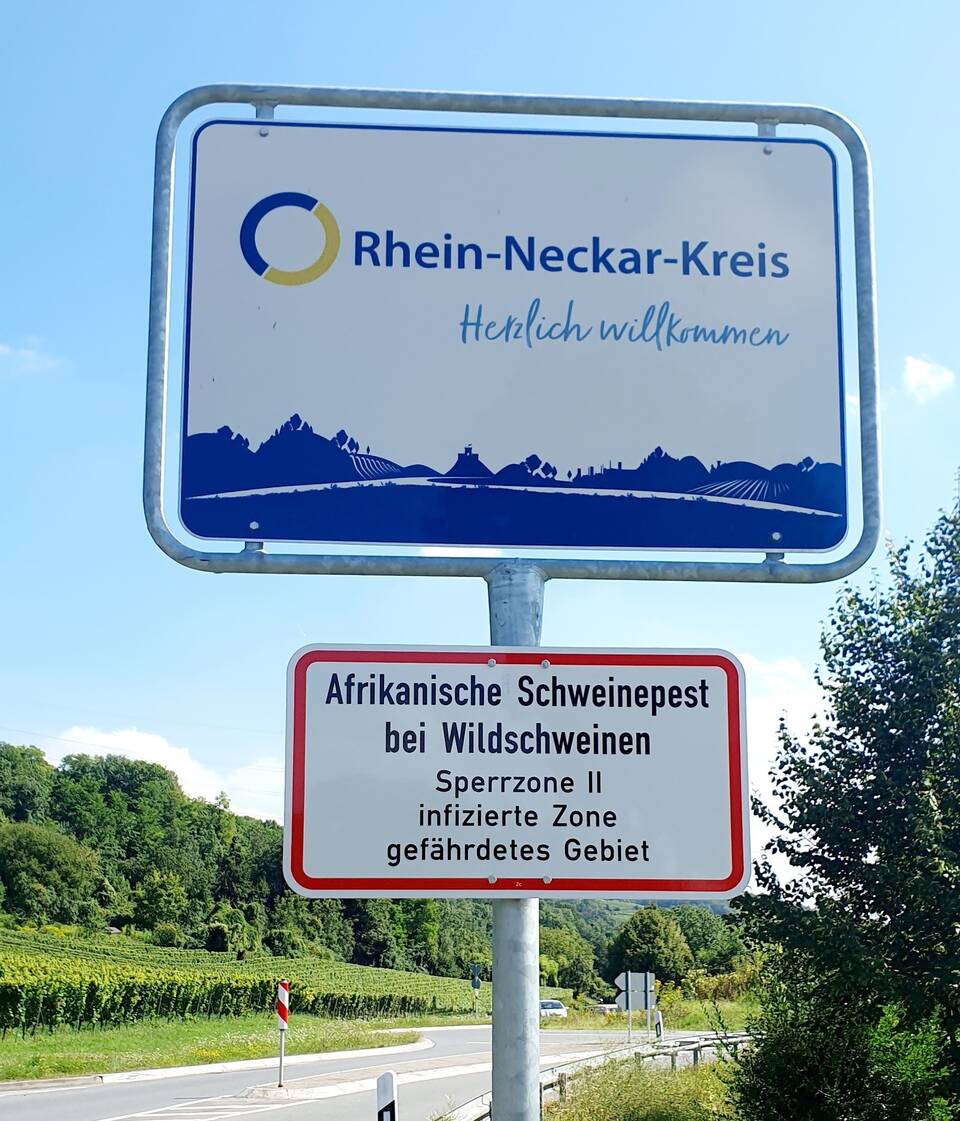 Rhein-Neckar-Kreis
Herzlich willkommen
Afrikanische Schweinepest
bei Wildschweinen
Sperrzone II
infizierte Zone
gefährdetes Gebiet